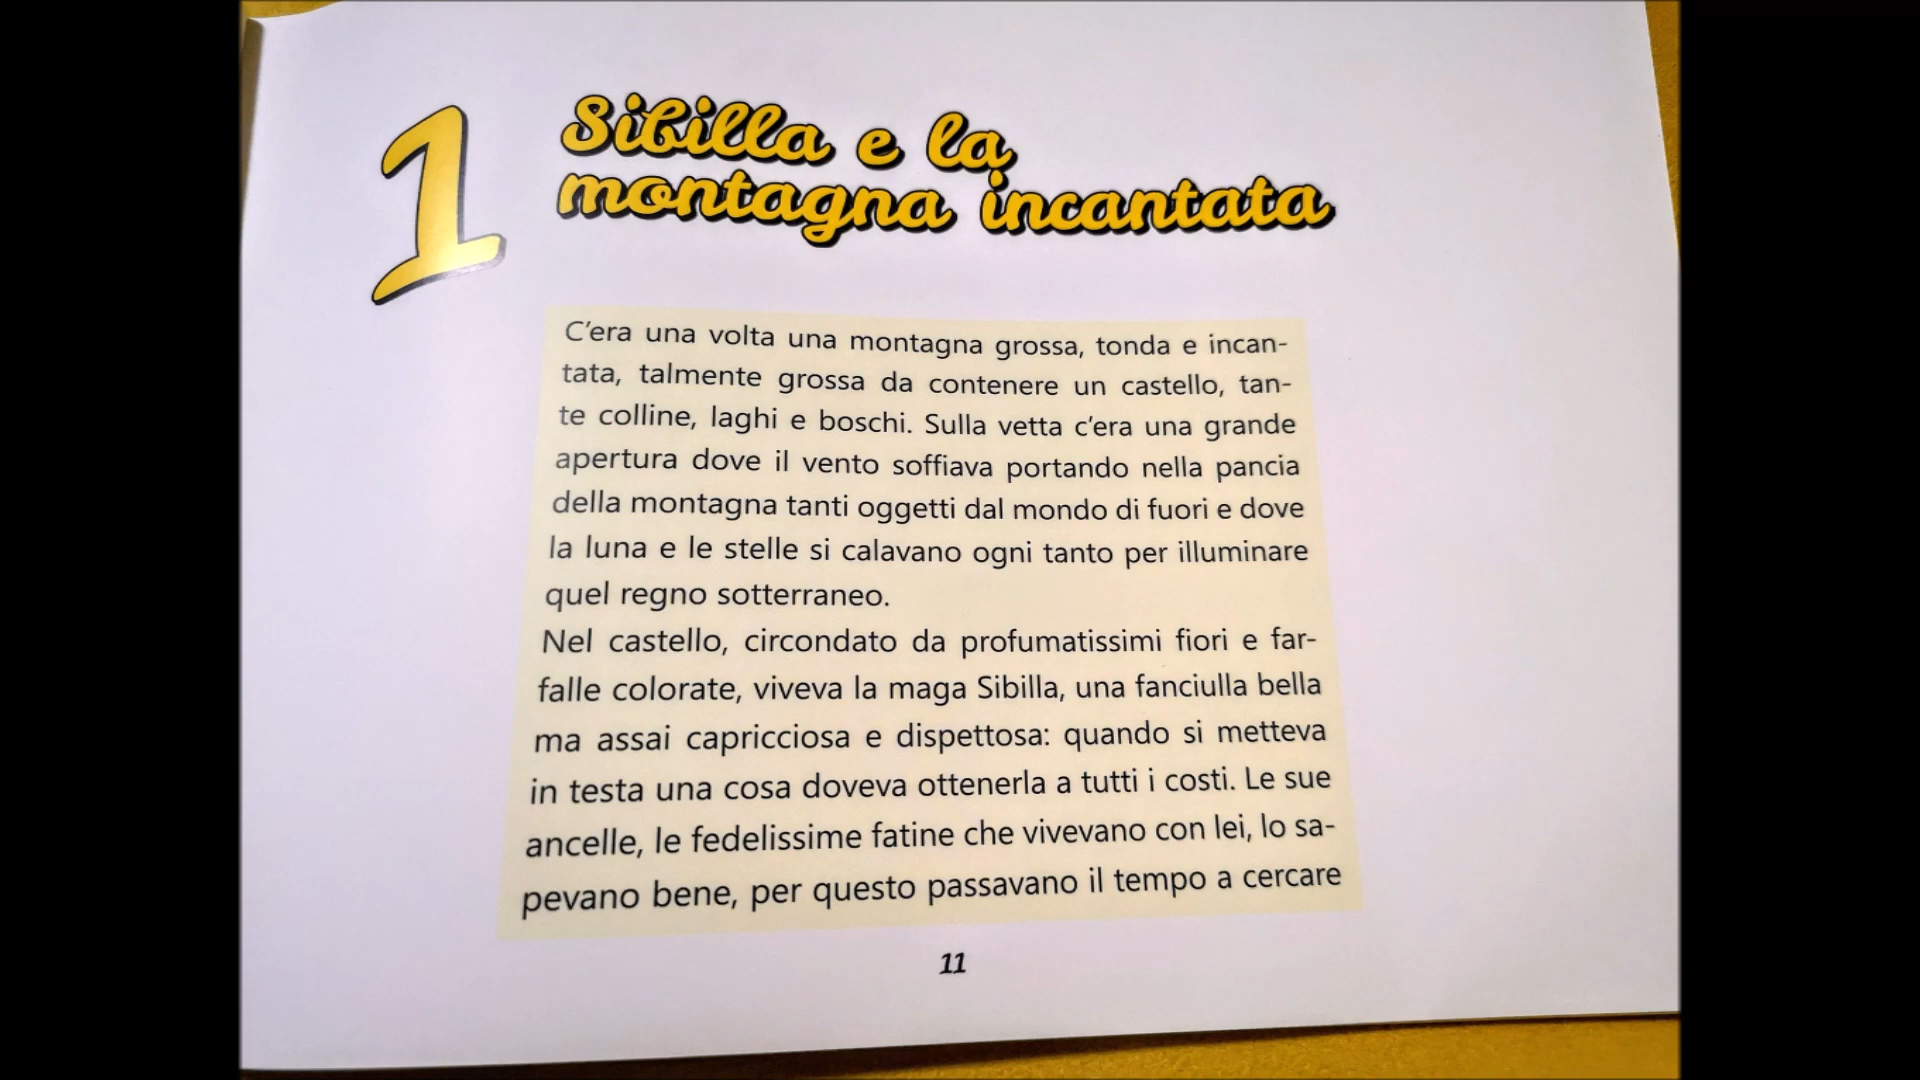 1
Sibilla e la
montagna incantata
C'era una volta una montagna grossa, tonda e incan-
tata, talmente grossa da contenere un castello, tan-
te colline, laghi e boschi. Sulla vetta c'era una grande
apertura dove il vento soffiava portando nella pancia
della montagna tanti oggetti dal mondo di fuori e dove
la luna e le stelle si calavano ogni tanto per illuminare
quel regno sotterraneo.
Nel castello, circondato da profumatissimi fiori e far-
falle colorate, viveva la maga Sibilla, una fanciulla bella
ma assai capricciosa e dispettosa: quando si metteva
in testa una cosa doveva ottenerla a tutti i costi. Le sue
ancelle, le fedelissime fatine che vivevano con lei, lo sa-
pevano bene, per questo passavano il tempo a cercare
11